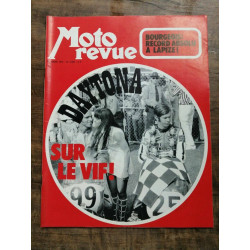 Moto
revue
BOURGEOIS
RECORD ABSOLU
A LAPIZE!
DAYTONA
SUR
LE VIF!
99
25